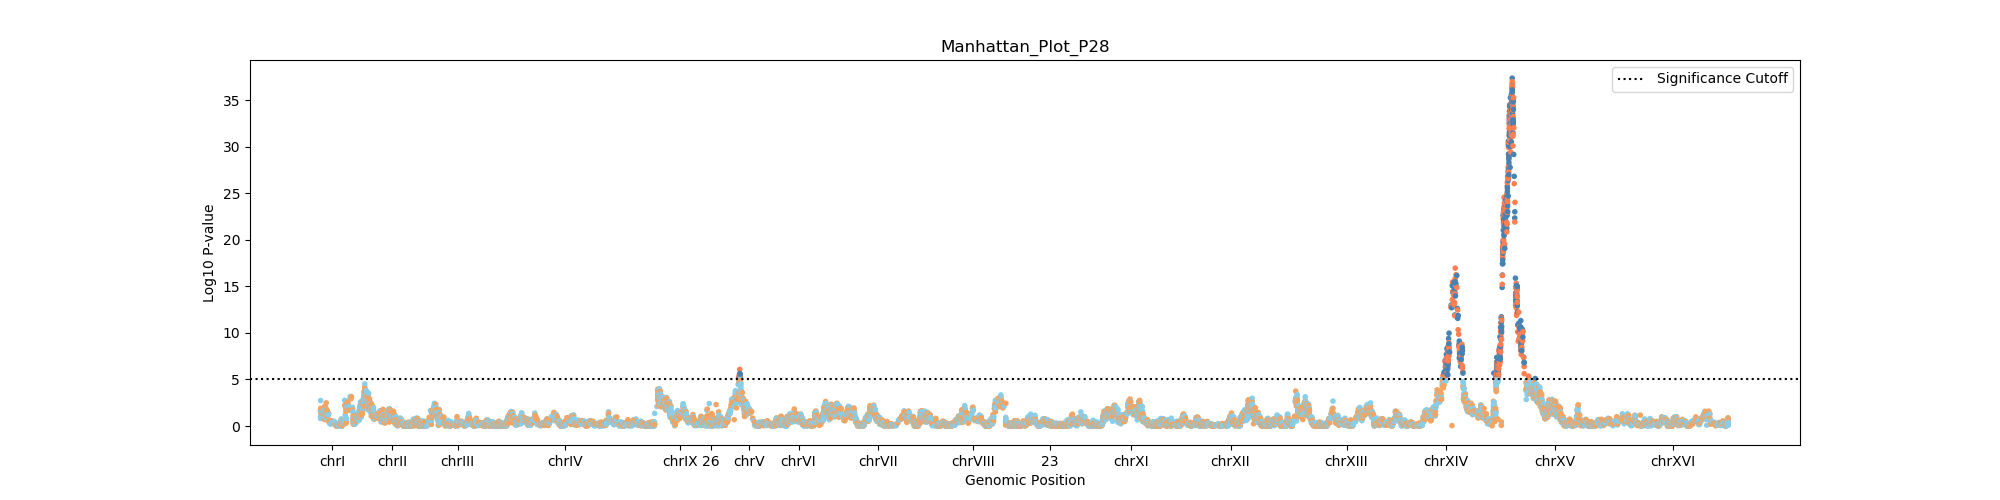 Manhattan_Plot_P28
Significance Cutoff
Log10 P-value
35
30
25
20
15
10
5
0
chrI chrII chrIII chrIV chrIX 26 chrV chrVI chrVII chrVIII 23 chrXI chrXII chrXIII chrXIV chrXV chrXVI
Genomic Position